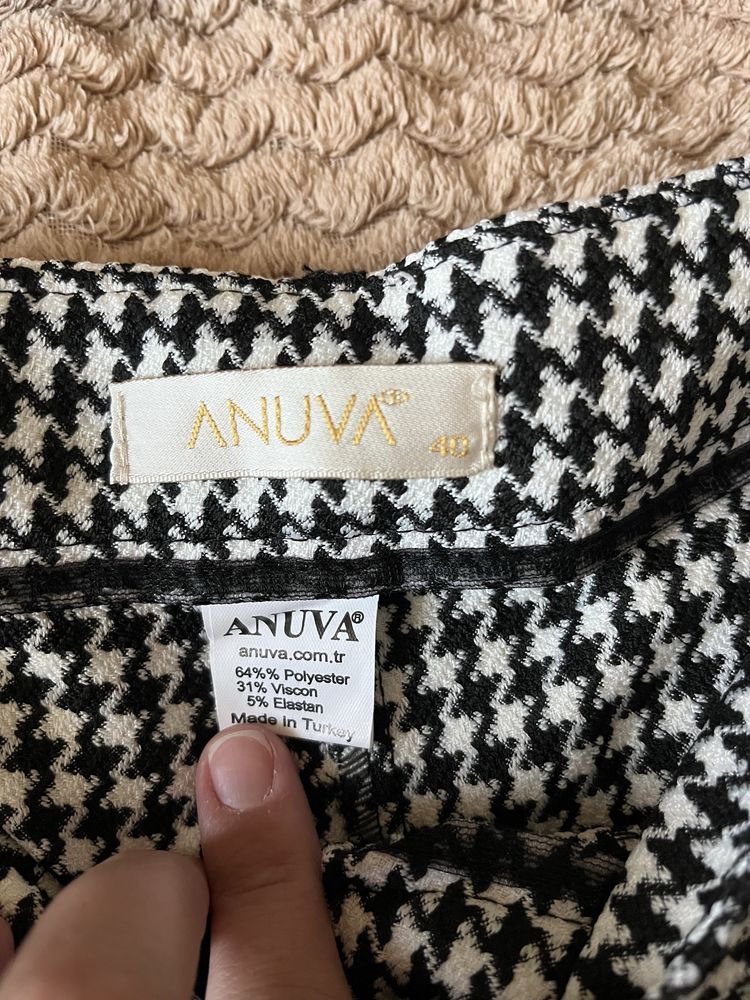 ANUVA
40
ANUVA®
anuva.com.tr
64%% Polyester
31% Viscon
5% Elastan
Made in Turkey